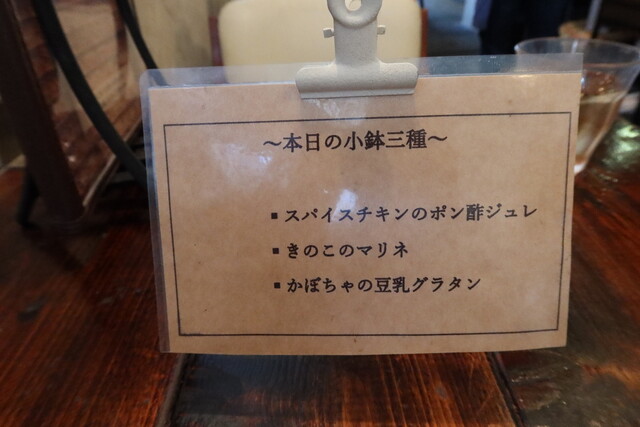 ～本日の小鉢三種～
▪スパイスチキンのポン酢ジュレ
▪きのこのマリネ
▪かぼちゃの豆乳グラタン